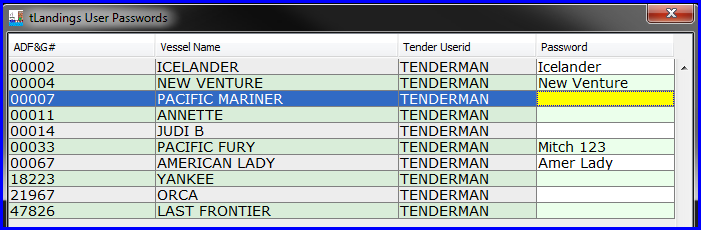 tLandings User Passwords
ADF&G# Vessel Name Tender Userid Password
00002 ICELANDER TENDERMAN Icelander
00004 NEW VENTURE TENDERMAN New Venture
00007 PACIFIC MARINER TENDERMAN
00011 ANNETTE TENDERMAN
00014 JUDI B TENDERMAN
00033 PACIFIC FURY TENDERMAN Mitch 123
00067 AMERICAN LADY TENDERMAN Amer Lady
18223 YANKEE TENDERMAN
21967 ORCA TENDERMAN
47826 LAST FRONTIER TENDERMAN